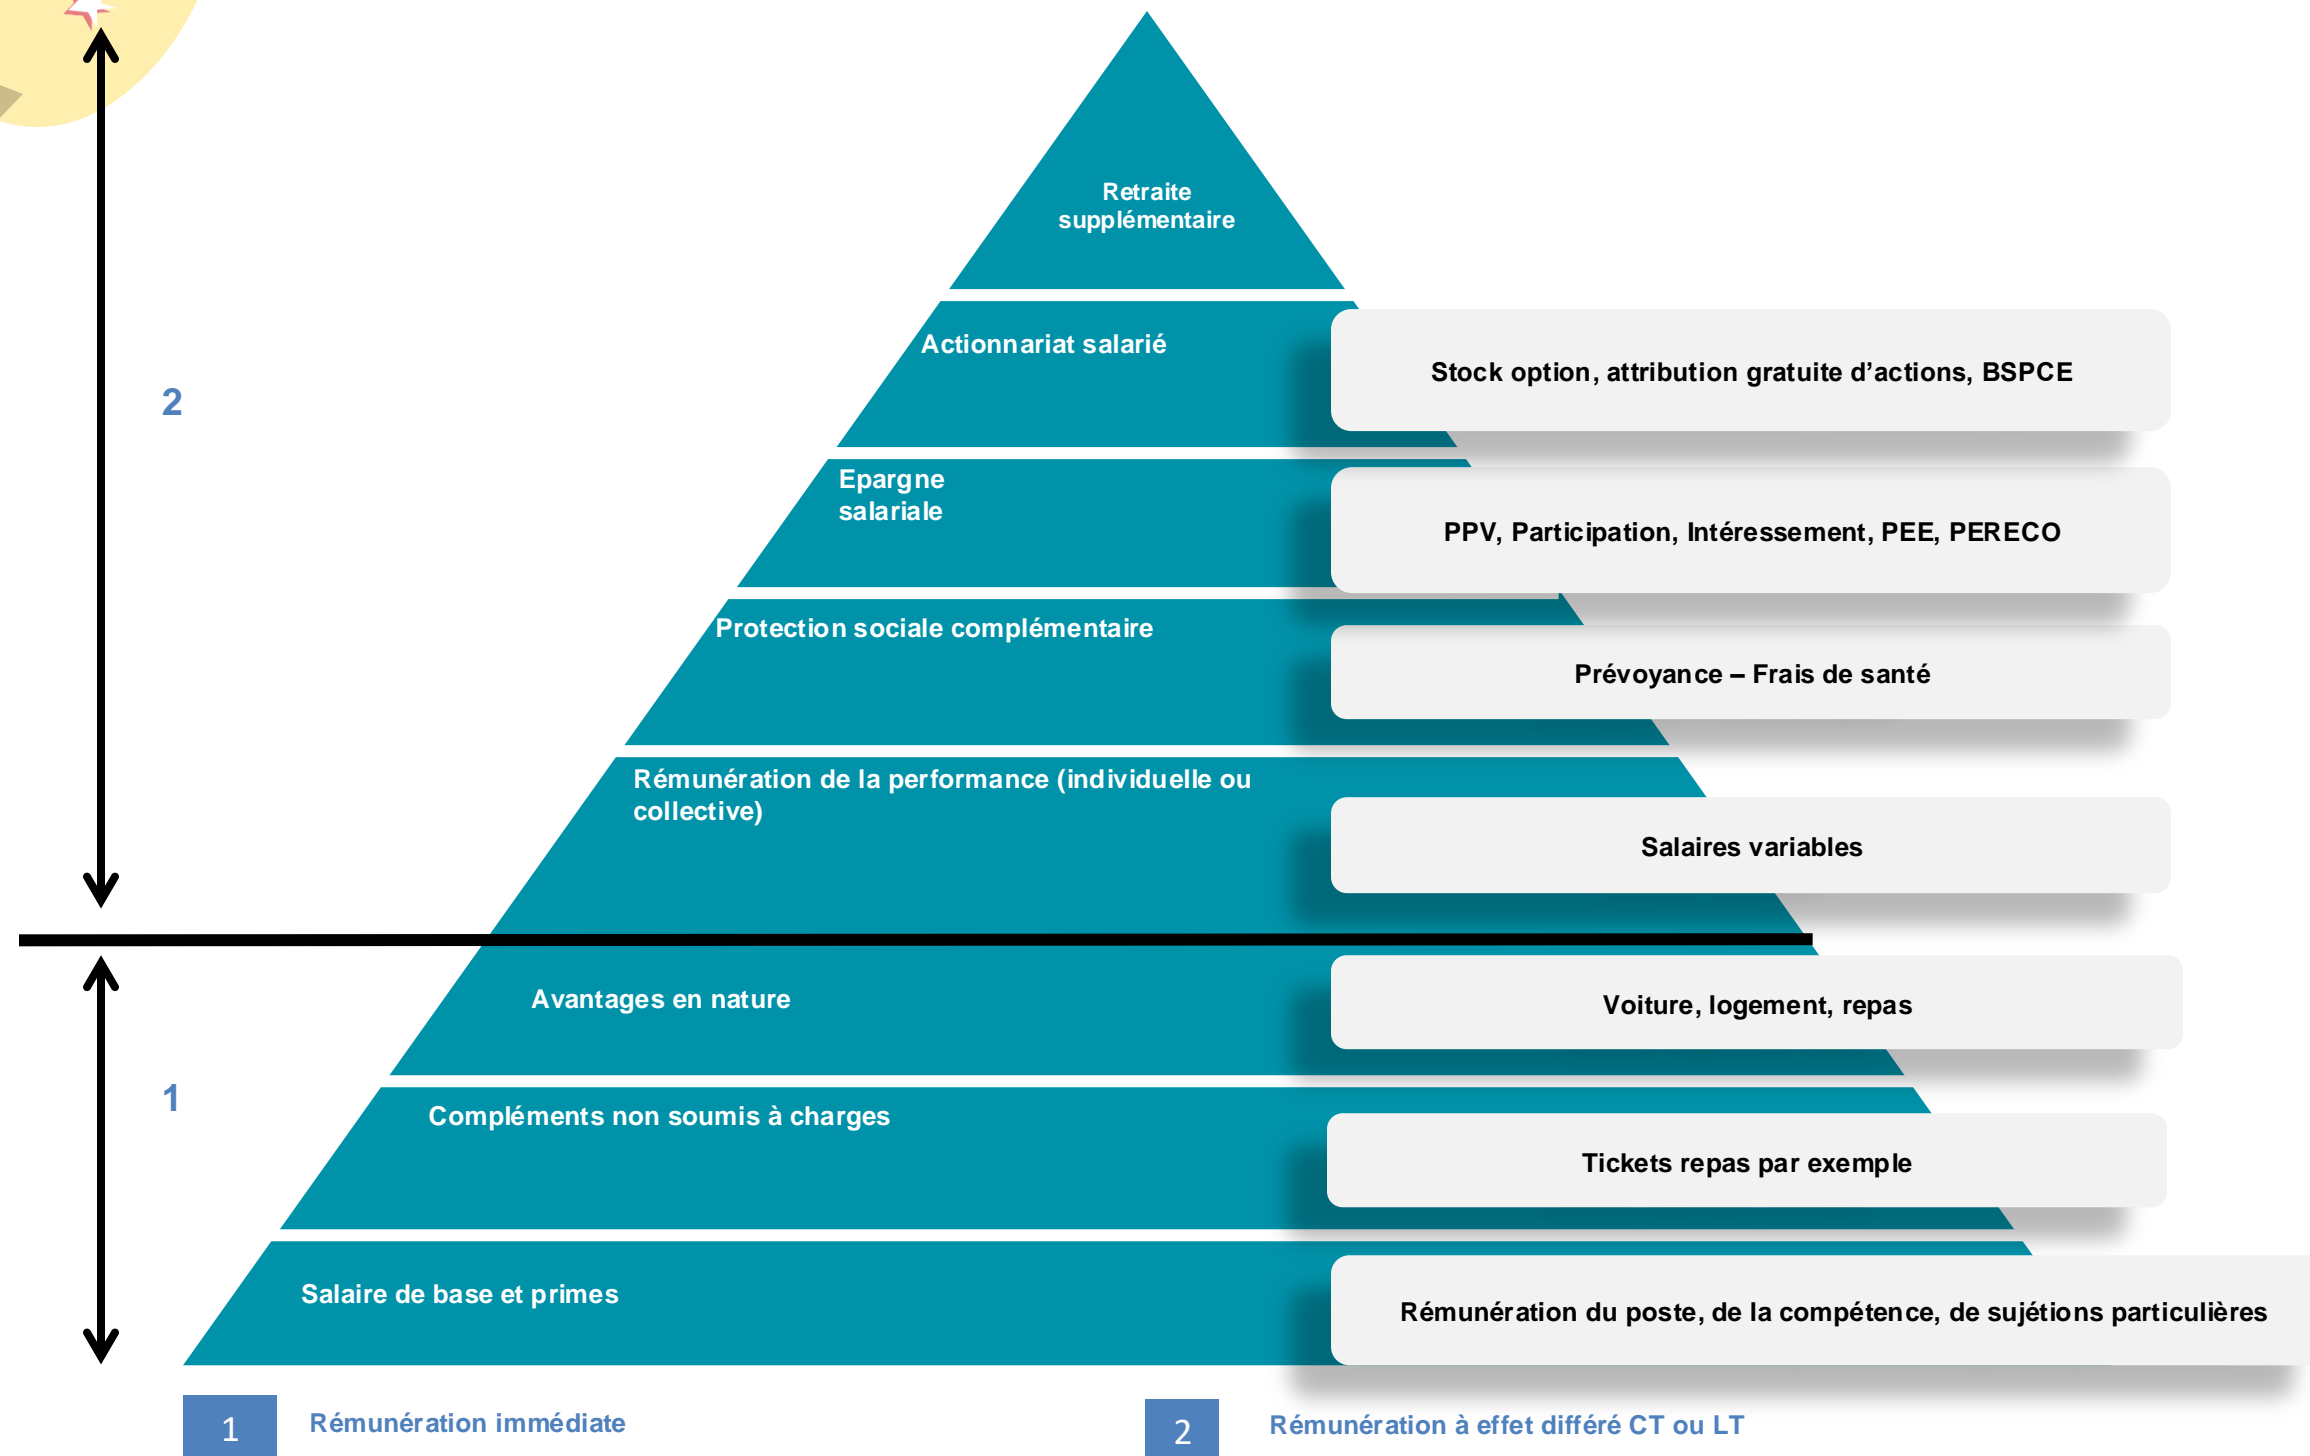 Retraite
supplémentaire
Actionnariat salarié
Stock option, attribution gratuite d’actions, BSPCE
2
Epargne
salariale
PPV, Participation, Intéressement, PEE, PERECO
Protection sociale complémentaire
Prévoyance – Frais de santé
Rémunération de la performance (individuelle ou
collective)
Salaires variables
Avantages en nature
Voiture, logement, repas
1
Compléments non soumis à charges
Tickets repas par exemple
Salaire de base et primes
Rémunération du poste, de la compétence, de sujétions particulières
1 Rémunération immédiate
2 Rémunération à effet différé CT ou LT